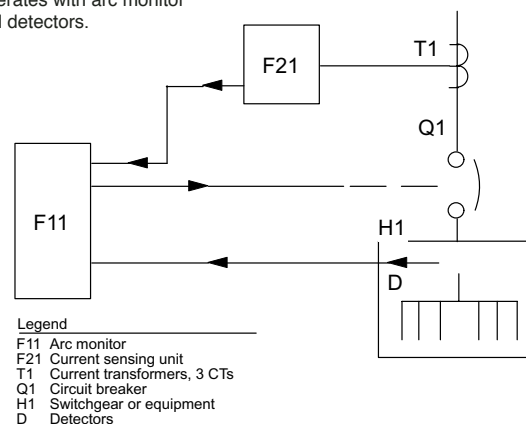 with arc monitor
detectors.
T1
F21
Q1
F11
H1
D
Legend
F11 Arc monitor
F21 Current sensing unit
T1 Current transformers, 3 CTs
Q1 Circuit breaker
H1 Switchgear or equipment
D Detectors